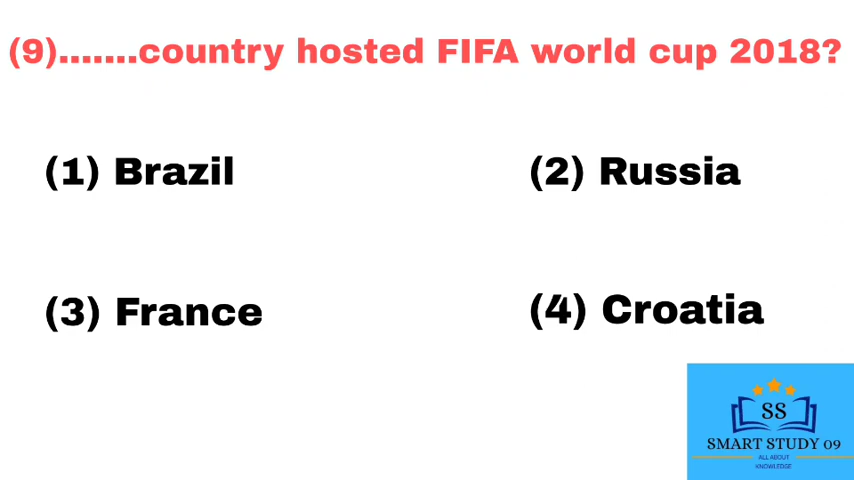 (9).......country hosted FIFA world cup 2018?
(1) Brazil
(2) Russia
(3) France
(4) Croatia
SS
SMART STUDY 09
ALL ABOUT
KNOWLEDGE